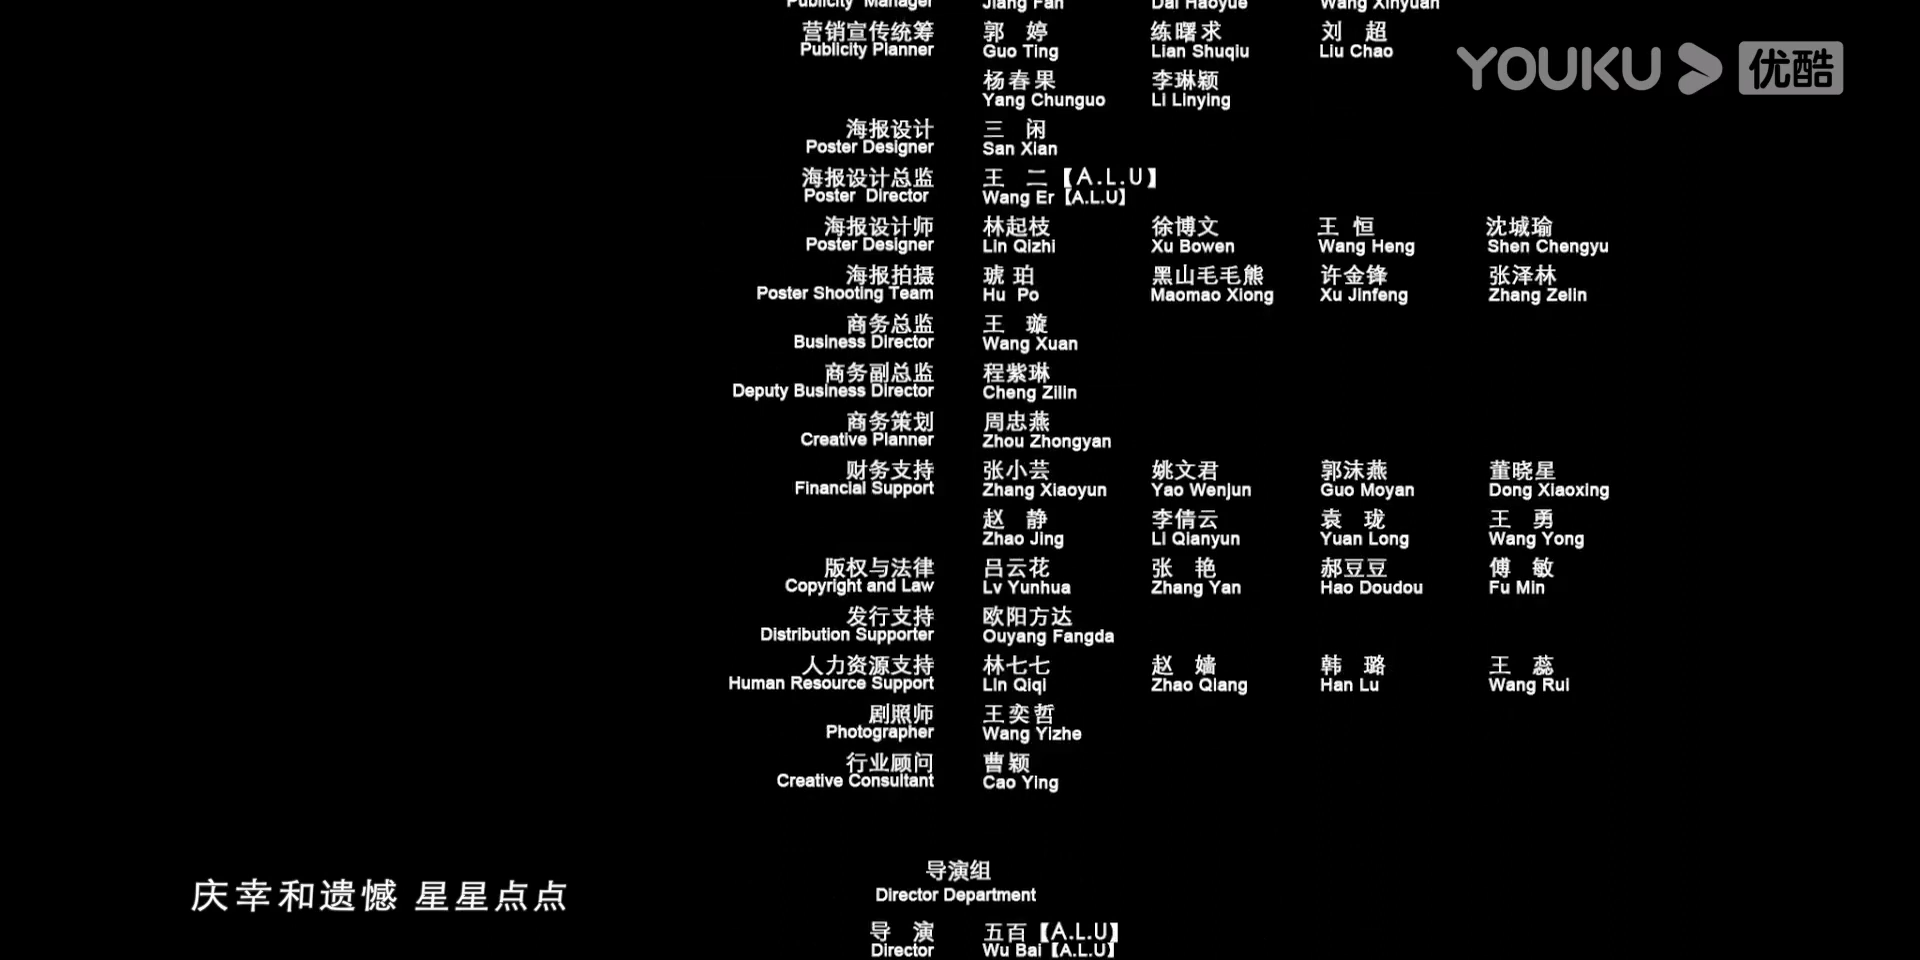 Publicity Manager Jiang Fan Dai Haoyue Wang Xinyuan
营销宣传统筹 郭 婷 练曙求 刘 超
Publicity Planner Guo Ting Lian Shuqiu Liu Chao
YOUKU 优酷
杨春果 李琳颖
Yang Chunguo Li Linying
海报设计 三 闲
Poster Designer San Xian
海报设计总监 王 二【A.L.U】
Poster Director Wang Er【A.L.U】
海报设计师 林起枝 徐博文 王 恒 沈城瑜
Poster Designer Lin Qizhi Xu Bowen Wang Heng Shen Chengyu
海报拍摄 琥 珀 黑山毛毛熊 许金锋 张泽林
Poster Shooting Team Hu Po Maomao Xiong Xu Jinfeng Zhang Zelin
商务总监 王 璇
Business Director Wang Xuan
商务副总监 程紫琳
Deputy Business Director Cheng Zilin
商务策划 周忠燕
Creative Planner Zhou Zhongyan
财务支持 张小芸 姚文君 郭沫燕 董晓星
Financial Support Zhang Xiaoyun Yao Wenjun Guo Moyan Dong Xiaoxing
赵 静 李倩云 袁 珑 王 勇
Zhao Jing Li Qianyun Yuan Long Wang Yong
版权与法律 吕云花 张 艳 郝豆豆 傅 敏
Copyright and Law Lv Yunhua Zhang Yan Hao Doudou Fu Min
发行支持 欧阳方达
Distribution Supporter Ouyang Fangda
人力资源支持 林七七 赵 嫱 韩 璐 王 蕊
Human Resource Support Lin Qiqi Zhao Qiang Han Lu Wang Rui
剧照师 王奕哲
Photographer Wang Yizhe
行业顾问 曹颖
Creative Consultant Cao Ying
导演组
Director Department
庆幸和遗憾 星星点点
导 演 五百【A.L.U】
Director Wu Bai【A.L.U】